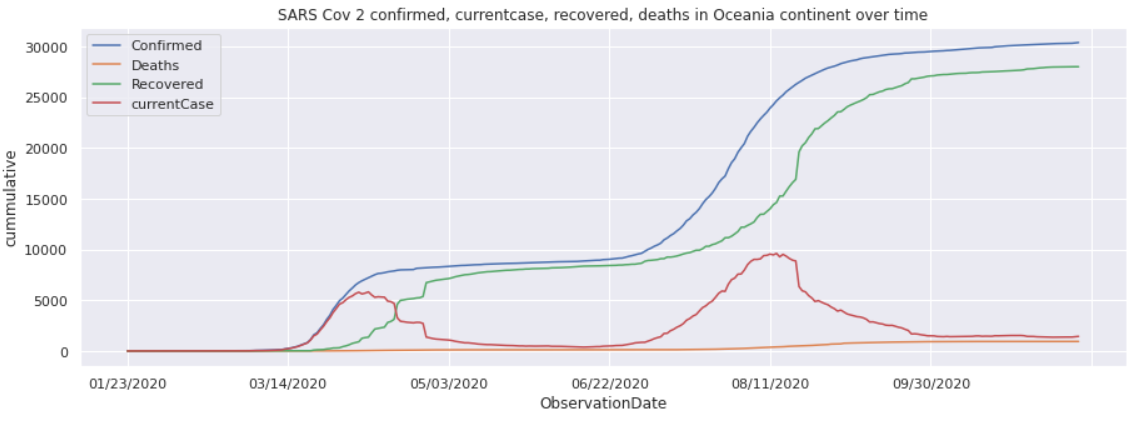 SARS Cov 2 confirmed, currentcase, recovered, deaths in Oceania continent over time
Confirmed
Deaths
Recovered
currentCase
30000
25000
20000
15000
10000
5000
0
cummulative
01/23/2020 03/14/2020 05/03/2020 06/22/2020 08/11/2020 09/30/2020
ObservationDate